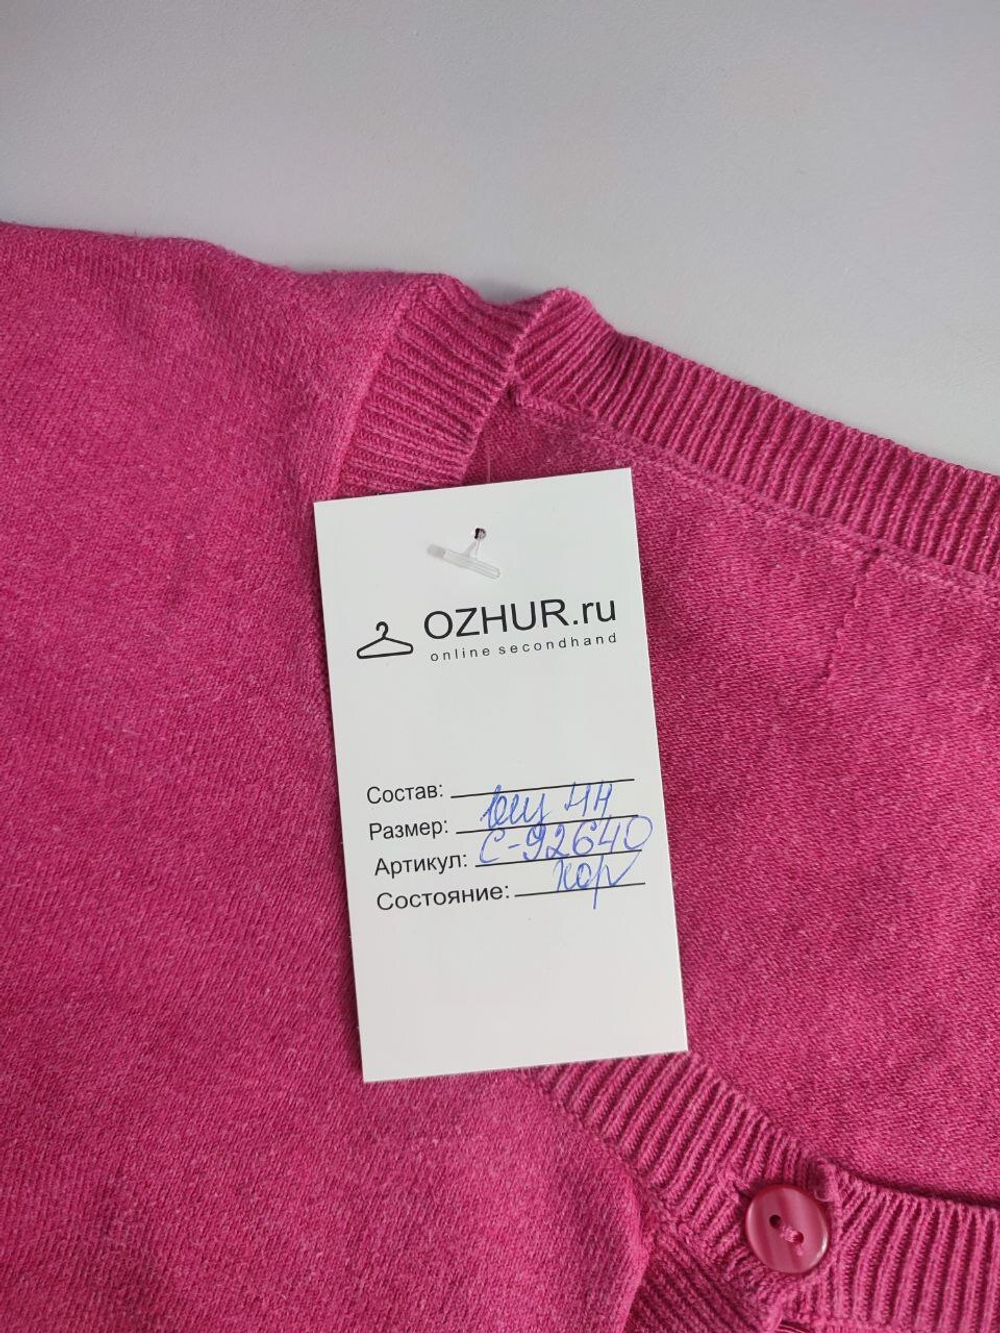 OZHUR.ru
online secondhand
Состав:
Размер: 44
Артикул: С-92640
Состояние: хор